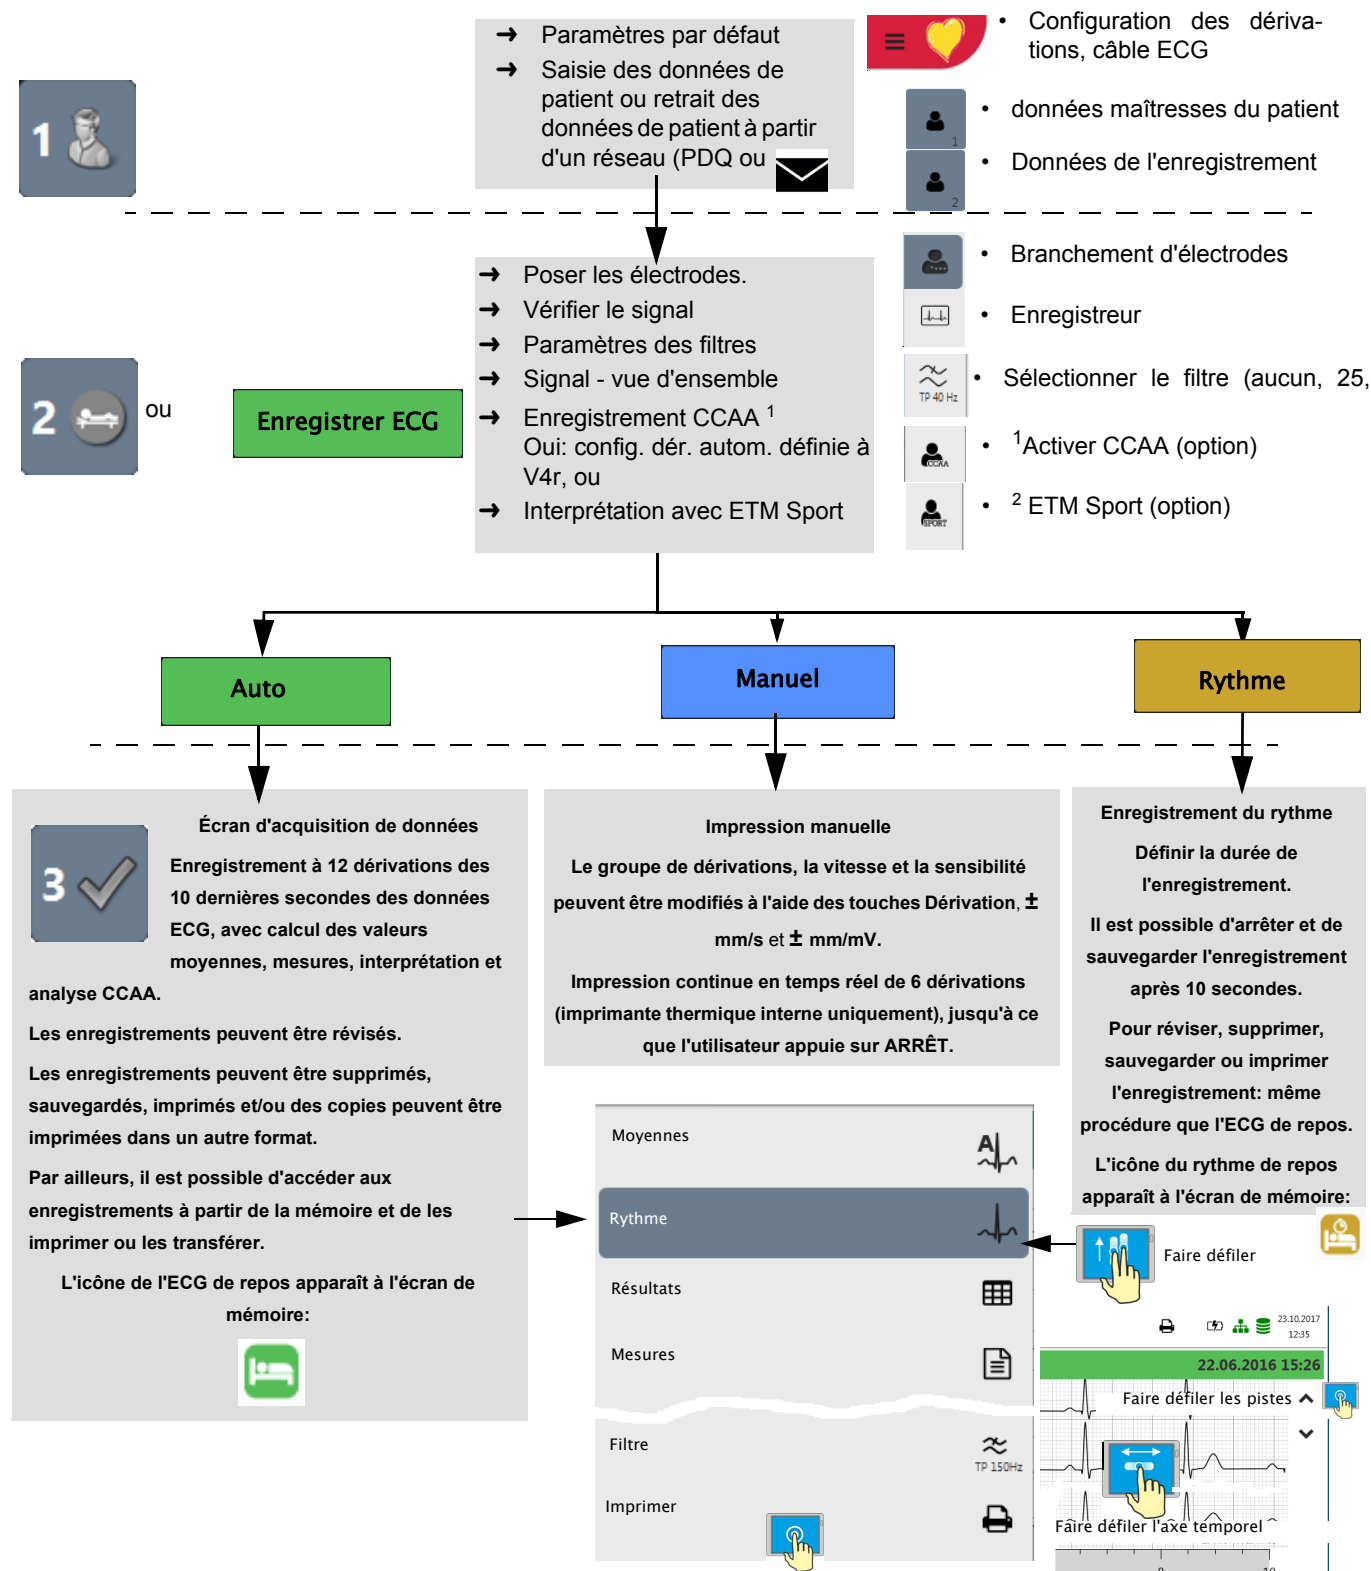 → Paramètres par défaut
→ Saisie des données de
patient ou retrait des
données de patient à partir
d'un réseau (PDQ ou
• Configuration des dériva-
tions, câble ECG
1
1
• données maîtresses du patient
2
• Données de l'enregistrement
→ Poser les électrodes.
→ Vérifier le signal
→ Paramètres des filtres
→ Signal - vue d'ensemble
→ Enregistrement CCAA 1
Oui: config. dér. autom. définie à
V4r, ou
→ Interprétation avec ETM Sport
• Branchement d'électrodes
• Enregistreur
TP 40 Hz
• Sélectionner le filtre (aucun, 25,
CCAA
• 1Activer CCAA (option)
SPORT
• 2 ETM Sport (option)
2
ou
Enregistrer ECG
Auto
Manuel
Rythme
3
Écran d'acquisition de données
Enregistrement à 12 dérivations des
10 dernières secondes des données
ECG, avec calcul des valeurs
moyennes, mesures, interprétation et
analyse CCAA.
Les enregistrements peuvent être révisés.
Les enregistrements peuvent être supprimés,
sauvegardés, imprimés et/ou des copies peuvent être
imprimées dans un autre format.
Par ailleurs, il est possible d'accéder aux
enregistrements à partir de la mémoire et de les
imprimer ou les transférer.
L'icône de l'ECG de repos apparaît à l'écran de
mémoire:
Impression manuelle
Le groupe de dérivations, la vitesse et la sensibilité
peuvent être modifiés à l'aide des touches Dérivation, ±
mm/s et ± mm/mV.
Impression continue en temps réel de 6 dérivations
(imprimante thermique interne uniquement), jusqu'à ce
que l'utilisateur appuie sur ARRÊT.
Enregistrement du rythme
Définir la durée de
l'enregistrement.
Il est possible d'arrêter et de
sauvegarder l'enregistrement
après 10 secondes.
Pour réviser, supprimer,
sauvegarder ou imprimer
l'enregistrement: même
procédure que l'ECG de repos.
L'icône du rythme de repos
apparaît à l'écran de mémoire:
Moyennes
A
Rythme
Résultats
Mesures
Filtre
TP 150Hz
Imprimer
Faire défiler
23.10.2017
12:35
22.06.2016 15:26
Faire défiler les pistes
Faire défiler l'axe temporel
8 10